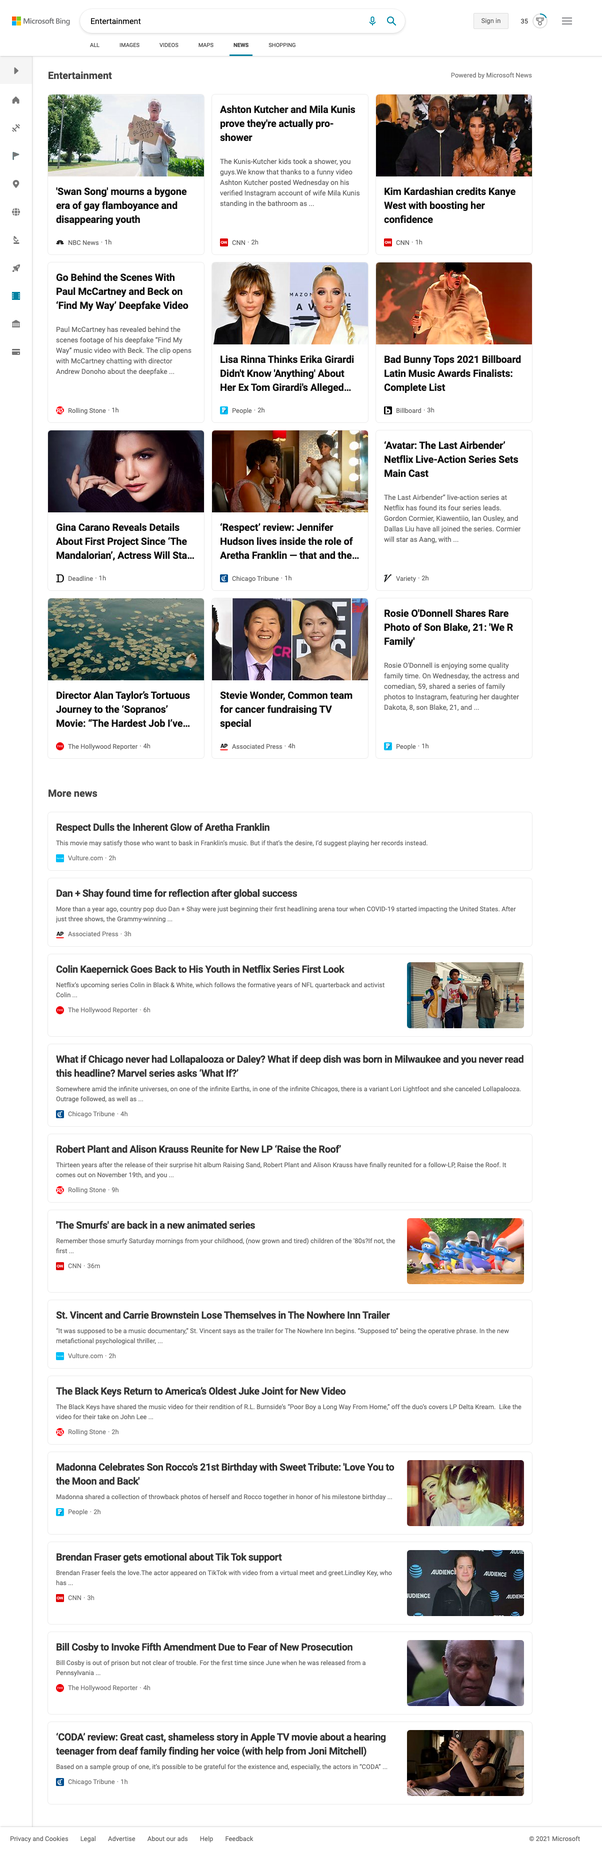 Microsoft Bing
Entertainment
Sign in
35
ALL
IMAGES
VIDEOS
MAPS
NEWS
SHOPPING
Entertainment
Powered by Microsoft News
'Swan Song' mourns a bygone
era of gay flamboyance and
disappearing youth
NBC News · 1h
Ashton Kutcher and Mila Kunis
prove they're actually pro-
shower
The Kunis-Kutcher kids took a shower, you
guys.We know that thanks to a funny video
Ashton Kutcher posted Wednesday on his
verified Instagram account of wife Mila Kunis
standing in the bathroom as ...
CNN · 2h
Kim Kardashian credits Kanye
West with boosting her
confidence
CNN · 1h
Go Behind the Scenes With
Paul McCartney and Beck on
'Find My Way' Deepfake Video
Paul McCartney has revealed behind the
scenes footage of his deepfake "Find My
Way" music video with Beck. The clip opens
with McCartney chatting with director
Andrew Donoho about the deepfake ...
Rolling Stone · 1h
Lisa Rinna Thinks Erika Girardi
Didn't Know 'Anything' About
Her Ex Tom Girardi's Alleged...
People · 2h
Bad Bunny Tops 2021 Billboard
Latin Music Awards Finalists:
Complete List
Billboard · 3h
Gina Carano Reveals Details
About First Project Since 'The
Mandalorian', Actress Will Sta...
Deadline · 1h
'Respect' review: Jennifer
Hudson lives inside the role of
Aretha Franklin — that and the...
Chicago Tribune · 1h
'Avatar: The Last Airbender'
Netflix Live-Action Series Sets
Main Cast
The Last Airbender" live-action series at
Netflix has found its four series leads.
Gordon Cormier, Kiawentiio, Ian Ousley, and
Dallas Liu have all joined the series. Cormier
will star as Aang, with ...
Variety · 2h
Director Alan Taylor's Tortuous
Journey to the 'Sopranos'
Movie: "The Hardest Job I've...
The Hollywood Reporter · 4h
Stevie Wonder, Common team
for cancer fundraising TV
special
AP
Associated Press · 4h
Rosie O'Donnell Shares Rare
Photo of Son Blake, 21: 'We R
Family'
Rosie O'Donnell is enjoying some quality
family time. On Wednesday, the actress and
comedian, 59, shared a series of family
photos to Instagram, featuring her daughter
Dakota, 8, son Blake, 21, and ...
People · 1h
More news
Respect Dulls the Inherent Glow of Aretha Franklin
This movie may satisfy those who want to bask in Franklin's music. But if that's the desire, I'd suggest playing her records instead.
Vulture.com · 2h
Dan + Shay found time for reflection after global success
More than a year ago, country pop duo Dan + Shay were just beginning their first headlining arena tour when COVID-19 started impacting the United States. After
just three shows, the Grammy-winning ...
AP
Associated Press · 3h
Colin Kaepernick Goes Back to His Youth in Netflix Series First Look
Netflix's upcoming series Colin in Black & White, which follows the formative years of NFL quarterback and activist
Colin ...
The Hollywood Reporter · 6h
What if Chicago never had Lollapalooza or Daley? What if deep dish was born in Milwaukee and you never read
this headline? Marvel series asks 'What If?'
Somewhere amid the infinite universes, on one of the infinite Earths, in one of the infinite Chicagos, there is a variant Lori Lightfoot and she canceled Lollapalooza.
Outrage followed, as well as ...
Chicago Tribune · 4h
Robert Plant and Alison Krauss Reunite for New LP 'Raise the Roof'
Thirteen years after the release of their surprise hit album Raising Sand, Robert Plant and Alison Krauss have finally reunited for a follow-LP, Raise the Roof. It
comes out on November 19th, and you ...
Rolling Stone · 9h
'The Smurfs' are back in a new animated series
Remember those smurfy Saturday mornings from your childhood, (now grown and tired) children of the '80s?If not, the
first ...
CNN · 36m
St. Vincent and Carrie Brownstein Lose Themselves in The Nowhere Inn Trailer
"It was supposed to be a music documentary," St. Vincent says as the trailer for The Nowhere Inn begins. "Supposed to" being the operative phrase. In the new
metafictional psychological thriller, ...
Vulture.com · 2h
The Black Keys Return to America's Oldest Juke Joint for New Video
The Black Keys have shared the music video for their rendition of R.L. Burnside's "Poor Boy a Long Way From Home," off the duo's covers LP Delta Kream. Like the
video for their take on John Lee ...
Rolling Stone · 2h
Madonna Celebrates Son Rocco's 21st Birthday with Sweet Tribute: 'Love You to
the Moon and Back'
Madonna shared a collection of throwback photos of herself and Rocco together in honor of his milestone birthday ...
People · 2h
Brendan Fraser gets emotional about Tik Tok support
Brendan Fraser feels the love.The actor appeared on TikTok with video from a virtual meet and greet.Lindley Key, who
has ...
CNN · 3h
AUDIENCE
Bill Cosby to Invoke Fifth Amendment Due to Fear of New Prosecution
Bill Cosby is out of prison but not clear of trouble. For the first time since June when he was released from a
Pennsylvania ...
The Hollywood Reporter · 4h
'CODA' review: Great cast, shameless story in Apple TV movie about a hearing
teenager from deaf family finding her voice (with help from Joni Mitchell)
Based on a sample group of one, it's possible to be grateful for the existence and, especially, the actors in "CODA" ...
Chicago Tribune · 1h
Privacy and Cookies
Legal
Advertise
About our ads
Help
Feedback
© 2021 Microsoft